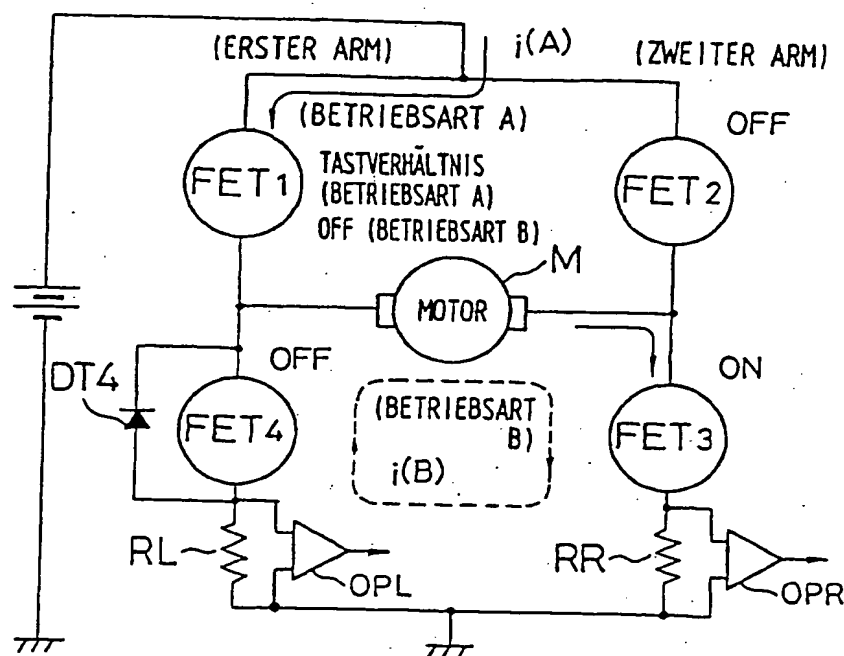 (ERSTER ARM)
i(A)
(ZWEITER ARM)
(BETRIEBSART A)
OFF
FET1
TASTVERHÄLTNIS
(BETRIEBSART A)
OFF (BETRIEBSART B)
FET2
M
MOTOR
DT4
OFF
ON
FET4
(BETRIEBSART
B)
i(B)
FET3
RL
OPL
RR
OPR